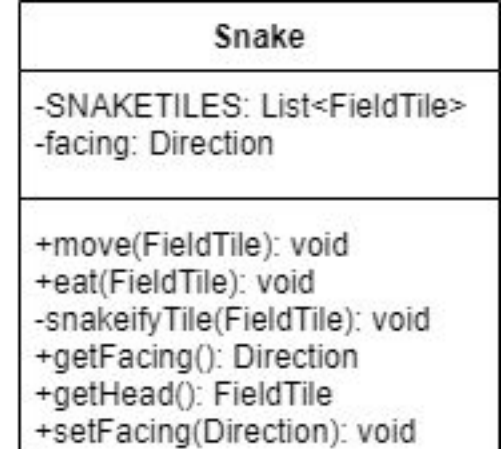 Snake
-SNAKETILES: List<FieldTile>
-facing: Direction
+move(FieldTile): void
+eat(FieldTile): void
-snakeifyTile(FieldTile): void
+getFacing(): Direction
+getHead(): FieldTile
+setFacing(Direction): void